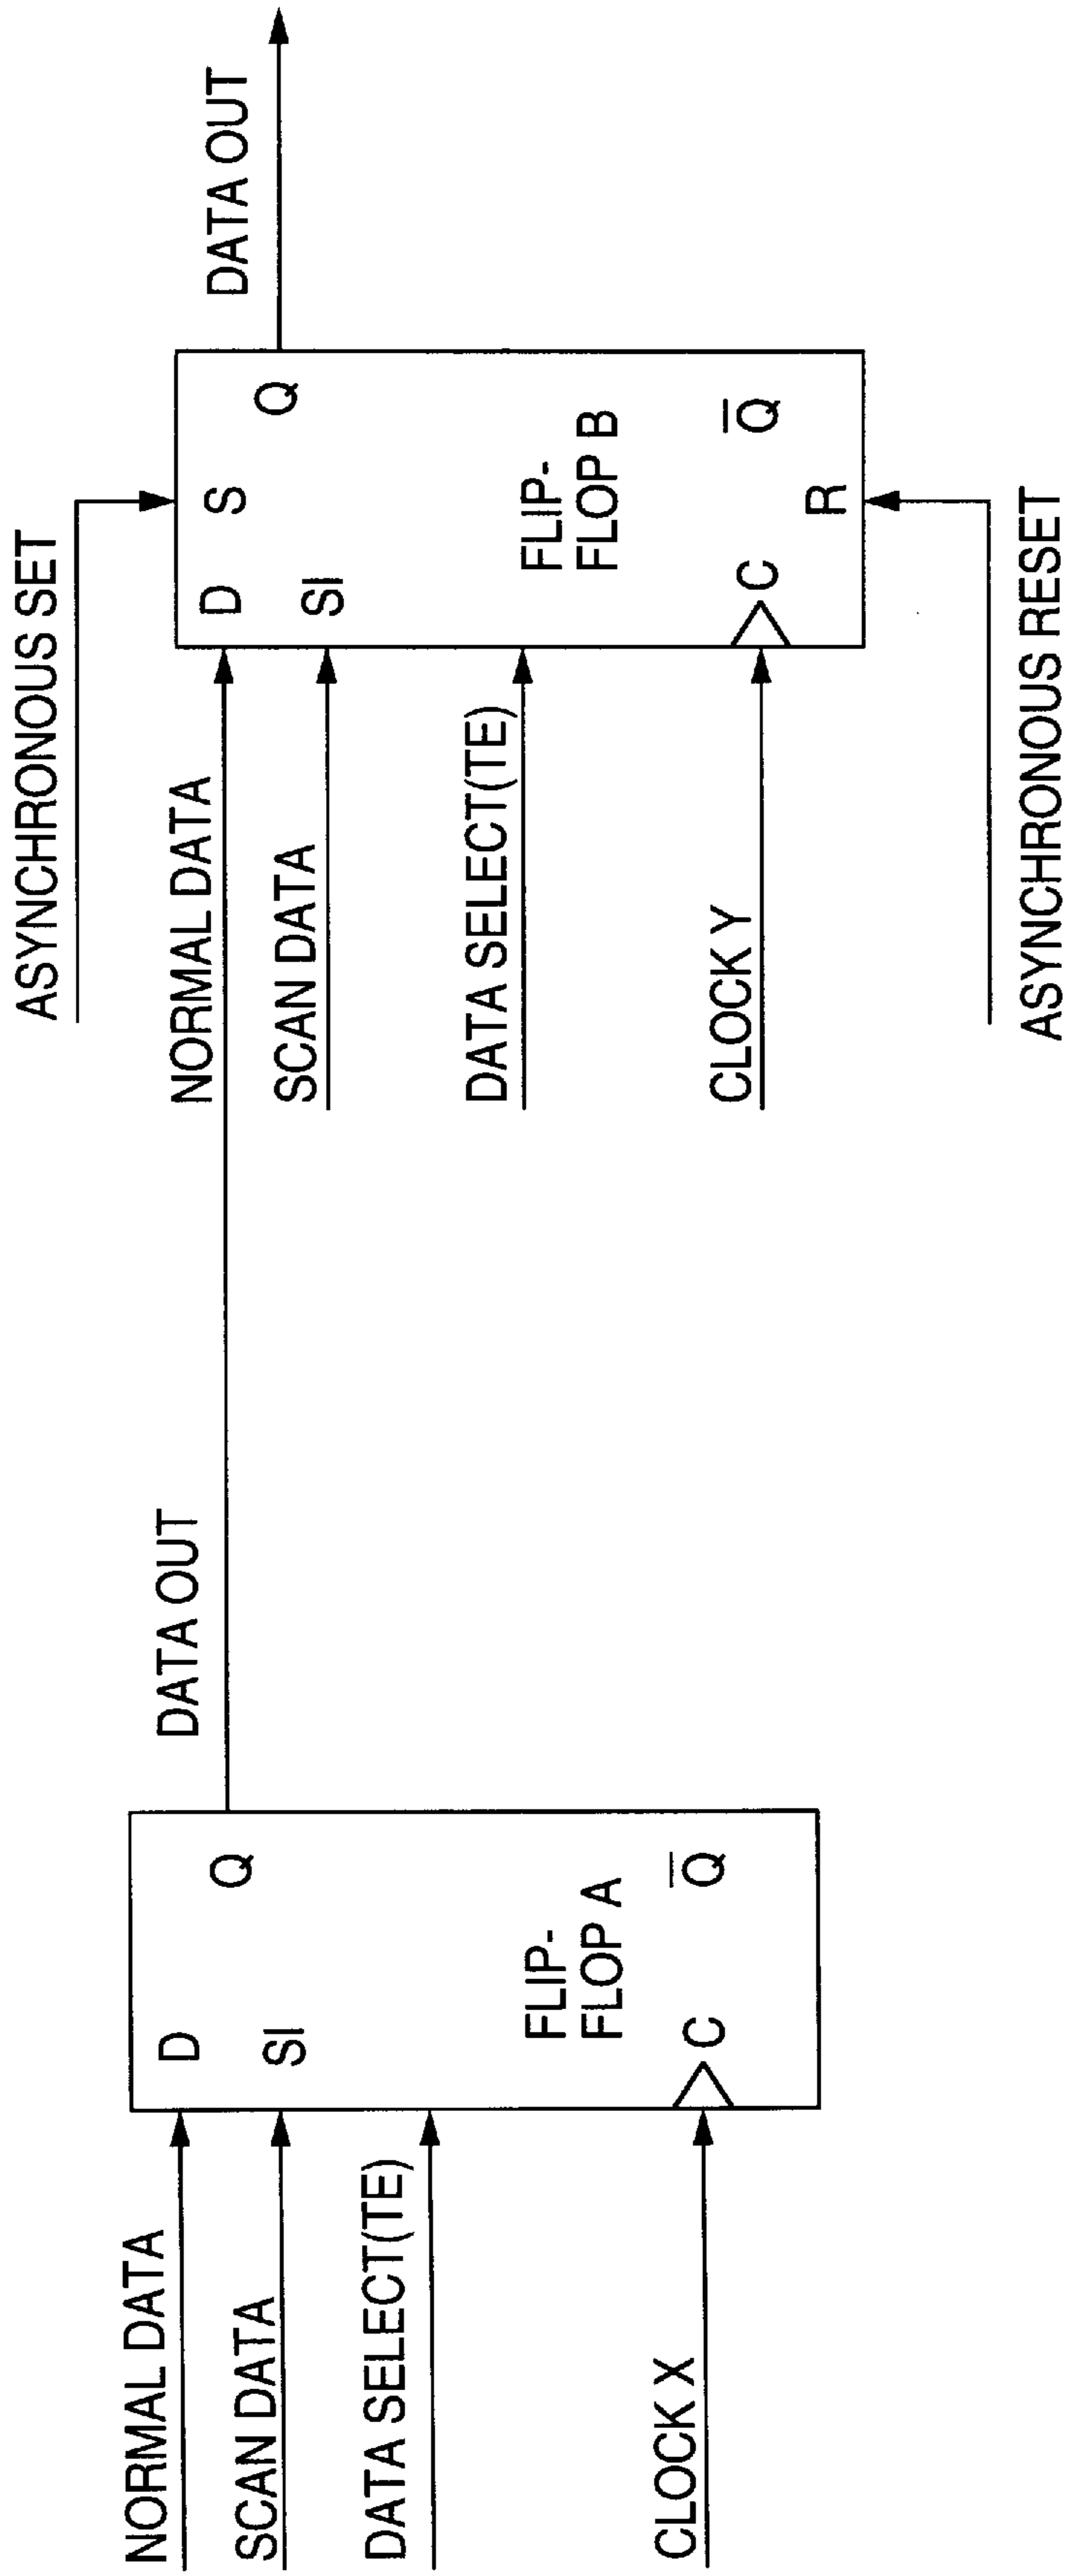 NORMAL DATA
SCAN DATA
DATA SELECT(TE)
CLOCK X
D
SI
C
FLIP-
FLOP A
Q
Q̅
DATA OUT
ASYNCHRONOUS SET
NORMAL DATA
SCAN DATA
DATA SELECT(TE)
CLOCK Y
ASYNCHRONOUS RESET
D
S
SI
C
R
FLIP-
FLOP B
Q
Q̅
DATA OUT